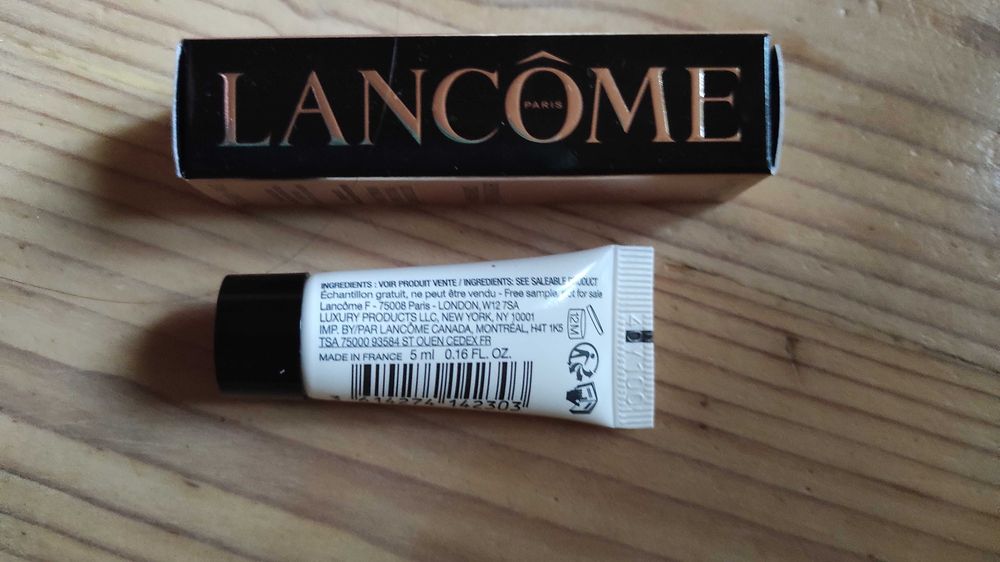 LANCÔME
PARIS
INGREDIENTS : VOIR PRODUIT VENTE / INGREDIENTS: SEE SALEABLE PRODUCT
Échantillon gratuit, ne peut être vendu - Free sample, not for sale
Lancôme F - 75008 Paris - LONDON, W12 7SA
LUXURY PRODUCTS LLC, NEW YORK, NY 10001
IMP. BY/PAR LANCÔME CANADA, MONTRÉAL, H4T 1K5
TSA 75000 93584 ST OUEN CEDEX FR
MADE IN FRANCE 5 ml 0.16 FL. OZ.
12M
3 614274 142303